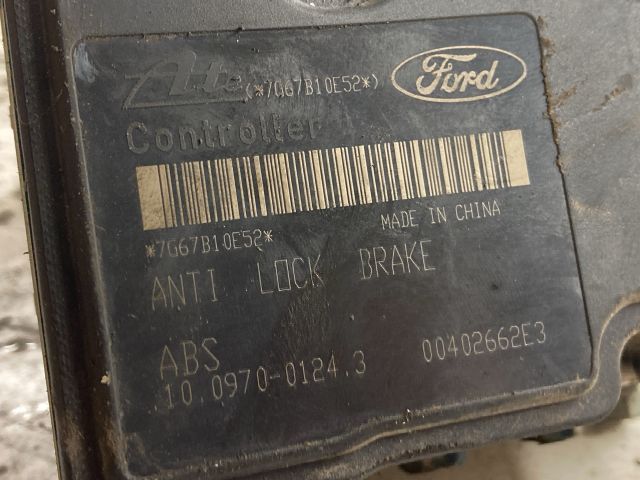 Ate (*7G67B10E52*) Ford
Controller
*7G67B10E52* MADE IN CHINA
ANTI LOCK BRAKE
ABS
10.0970-0124.3 00402662E3